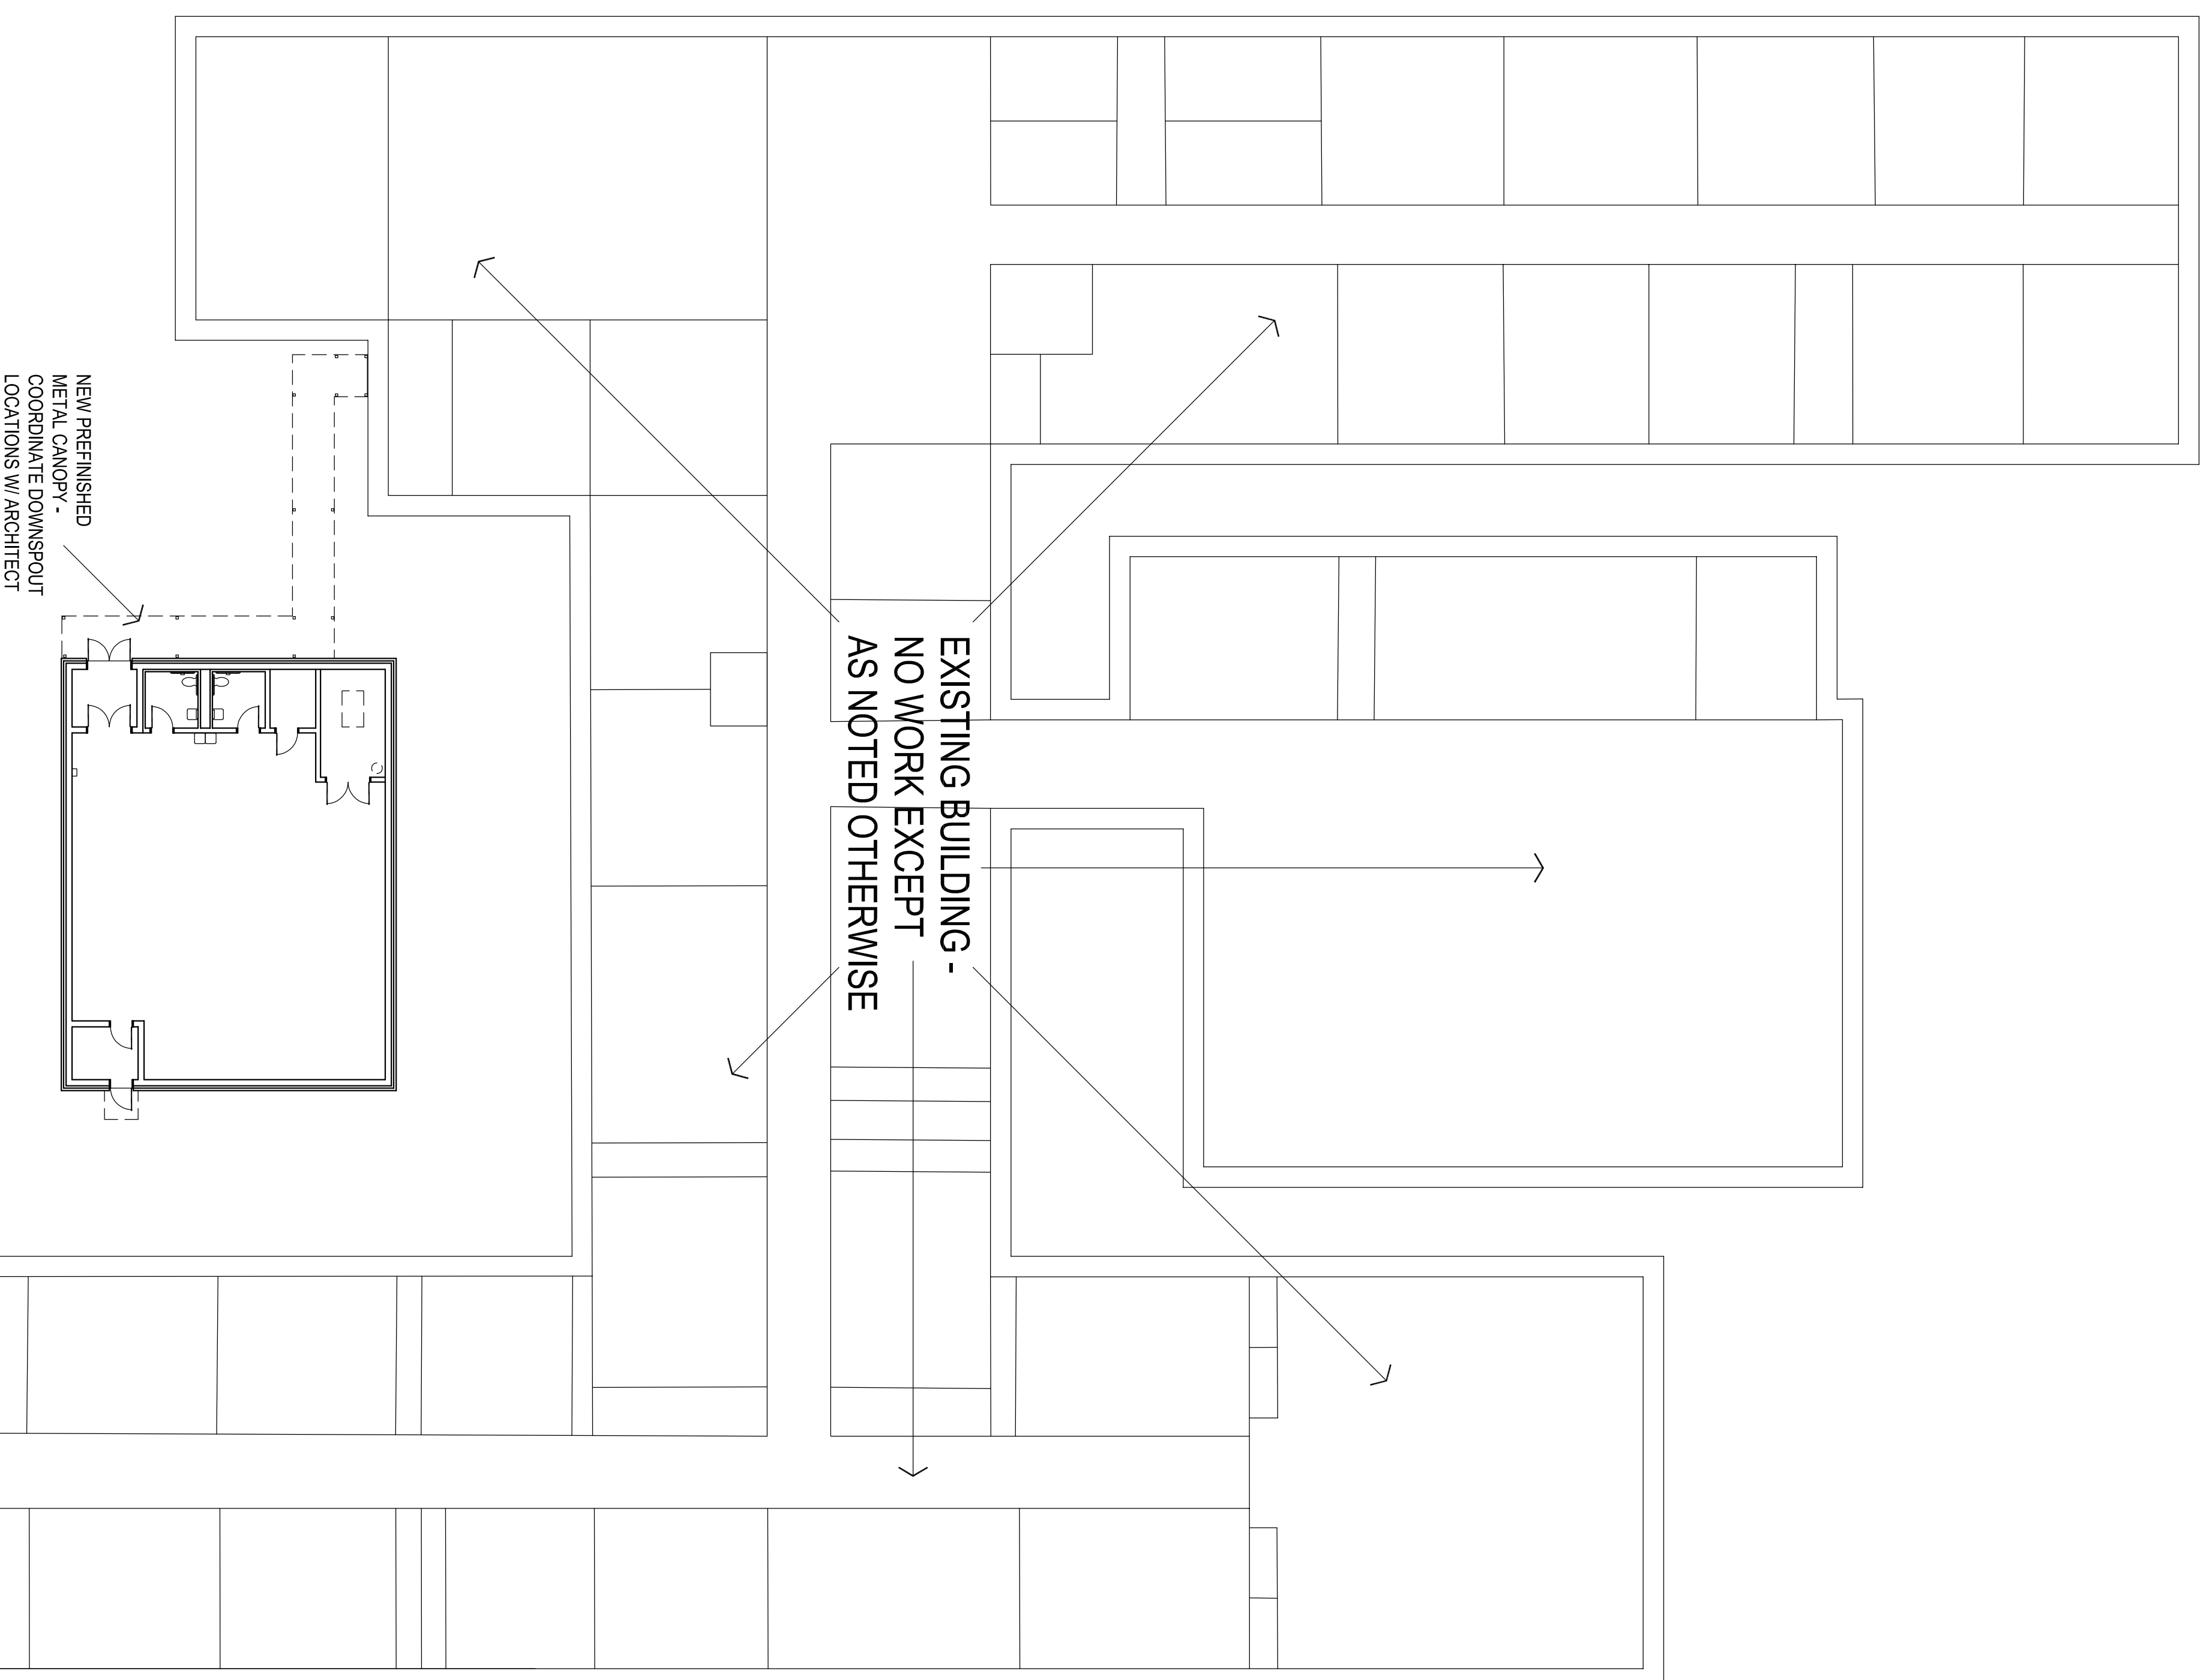 EXISTING BUILDING -
NO WORK EXCEPT
AS NOTED OTHERWISE
NEW PREFINISHED
METAL CANOPY -
COORDINATE DOWNSPOUT
LOCATIONS W/ ARCHITECT